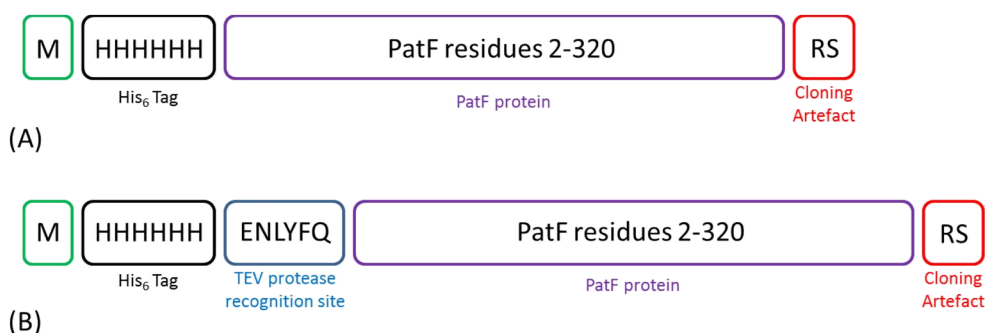 M HHHHHH PatF residues 2-320 RS
His6 Tag PatF protein Cloning
Artefact
(A)
M HHHHHH ENLYFQ PatF residues 2-320 RS
His6 Tag TEV protease PatF protein Cloning
recognition site Artefact
(B)